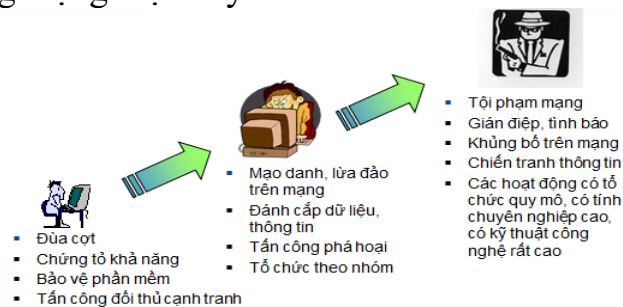 Đùa cợt
Chứng tỏ khả năng
Bảo vệ phần mềm
Tấn công đối thủ cạnh tranh
Mạo danh, lừa đảo
trên mạng
Đánh cắp dữ liệu,
thông tin
Tấn công phá hoại
Tổ chức theo nhóm
Tội phạm mạng
Gián điệp, tình báo
Khủng bố trên mạng
Chiến tranh thông tin
Các hoạt động có tổ
chức quy mô, có tính
chuyên nghiệp cao,
có kỹ thuật công
nghệ rất cao